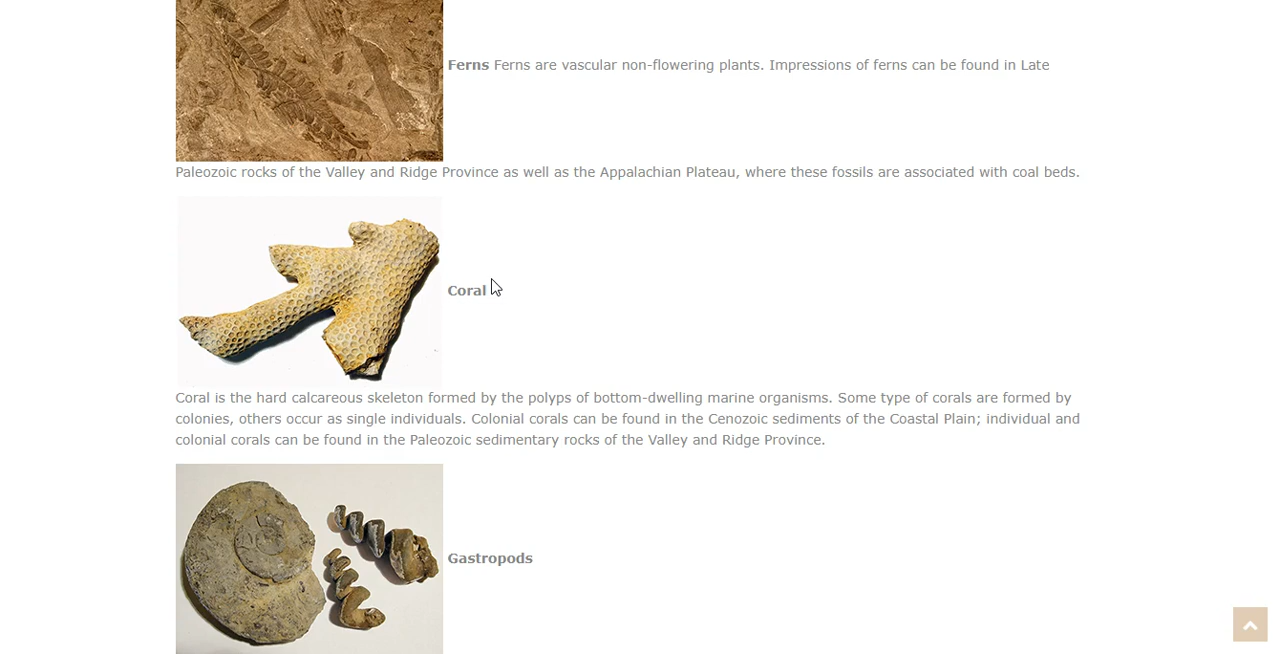 Ferns Ferns are vascular non-flowering plants. Impressions of ferns can be found in Late
Paleozoic rocks of the Valley and Ridge Province as well as the Appalachian Plateau, where these fossils are associated with coal beds.
Coral
Coral is the hard calcareous skeleton formed by the polyps of bottom-dwelling marine organisms. Some type of corals are formed by
colonies, others occur as single individuals. Colonial corals can be found in the Cenozoic sediments of the Coastal Plain; individual and
colonial corals can be found in the Paleozoic sedimentary rocks of the Valley and Ridge Province.
Gastropods